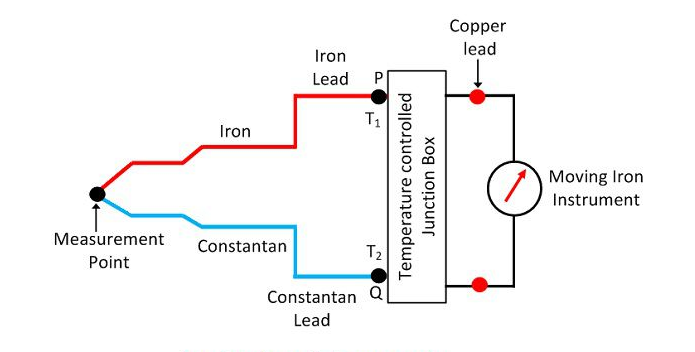 Copper
lead
Iron
Lead
P
T1
Iron
Temperature controlled
Junction Box
Moving Iron
Instrument
Measurement
Point
Constantan
T2
Q
Constantan
Lead